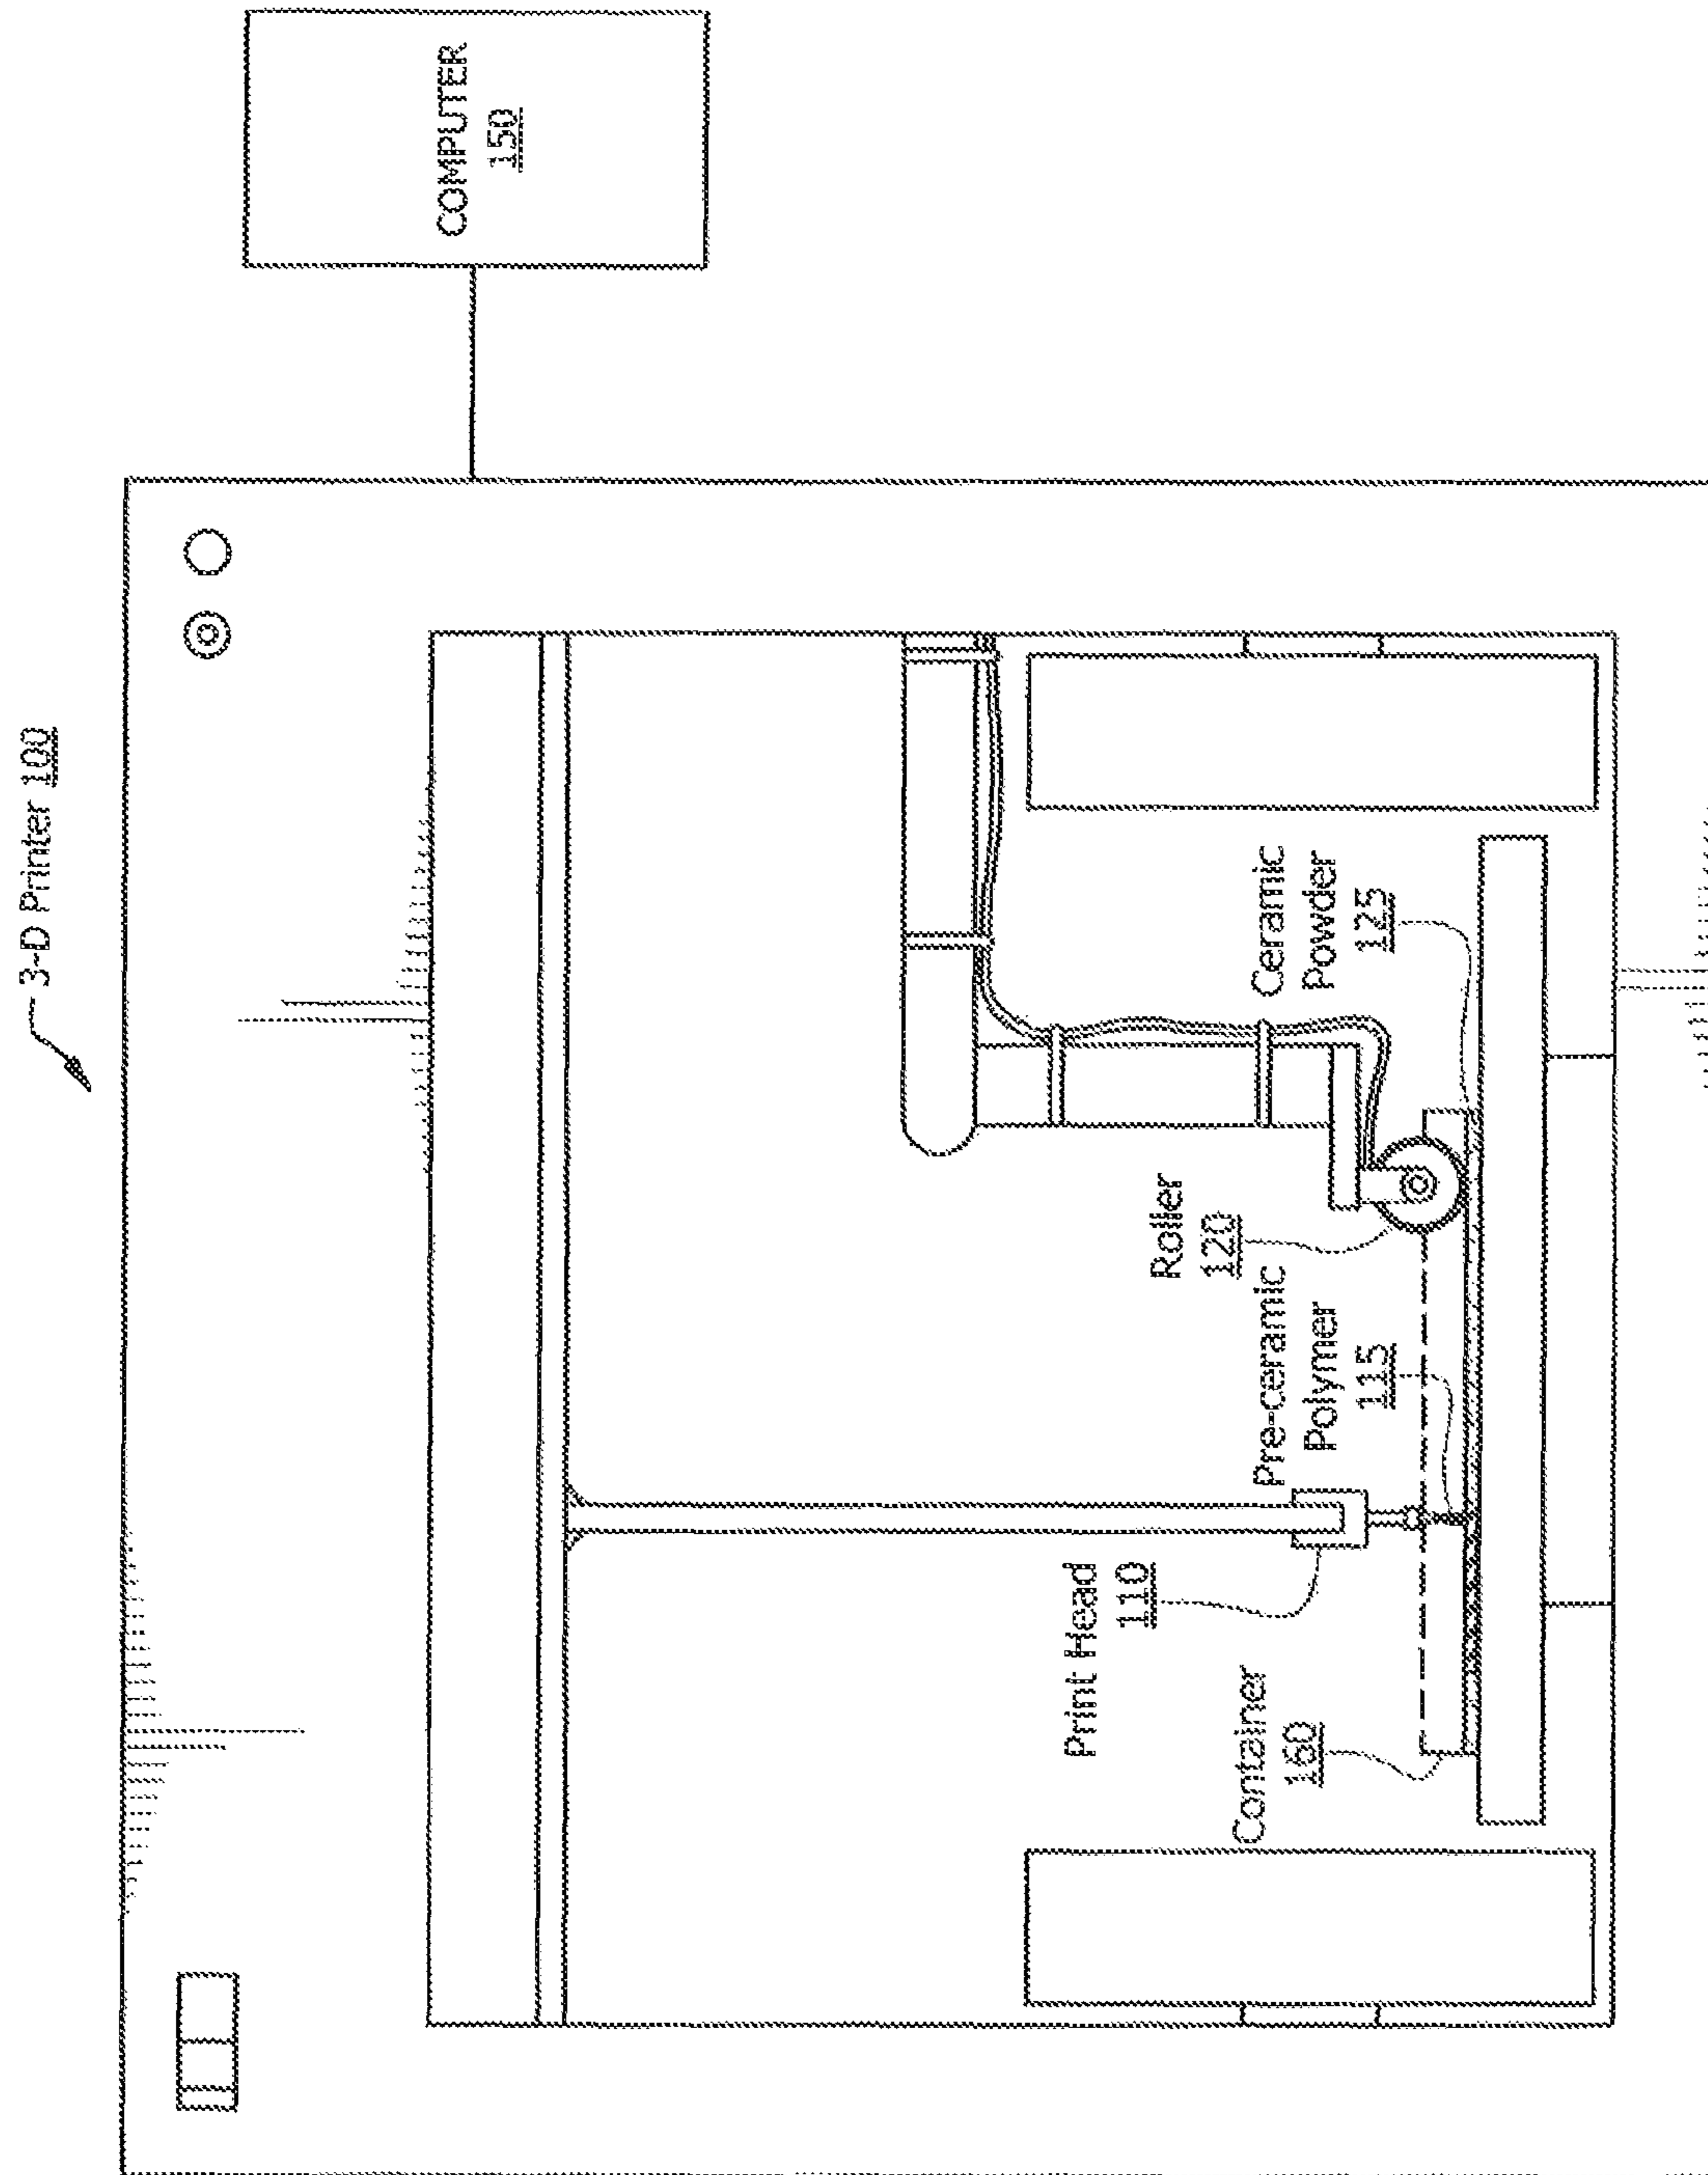 3-D Printer 100
COMPUTER
150
Print Head
110
Container
160
Pre-ceramic
Polymer
115
Roller
120
Ceramic
Powder
125